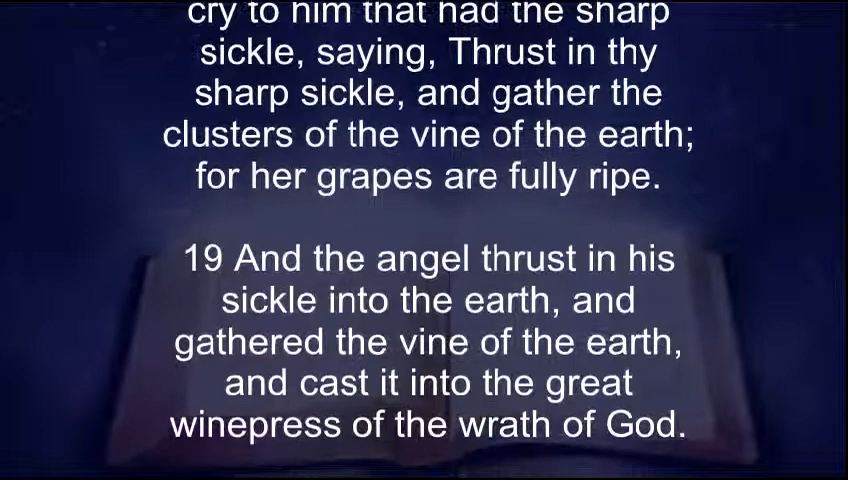 cry to him that had the sharp
sickle, saying, Thrust in thy
sharp sickle, and gather the
clusters of the vine of the earth;
for her grapes are fully ripe.
19 And the angel thrust in his
sickle into the earth, and
gathered the vine of the earth,
and cast it into the great
winepress of the wrath of God.